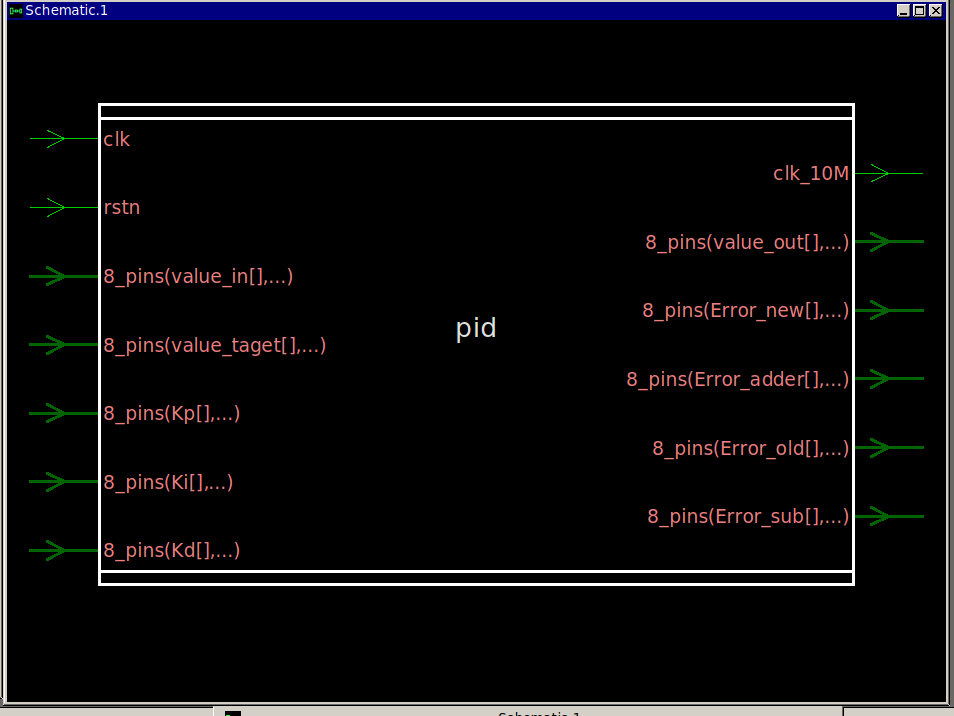 Schematic.1
clk
rstn
8_pins(value_in[],...)
8_pins(value_taget[],...)
8_pins(Kp[],...)
8_pins(Ki[],...)
8_pins(Kd[],...)
pid
clk_10M
8_pins(value_out[],...)
8_pins(Error_new[],...)
8_pins(Error_adder[],...)
8_pins(Error_old[],...)
8_pins(Error_sub[],...)
Schematic.1